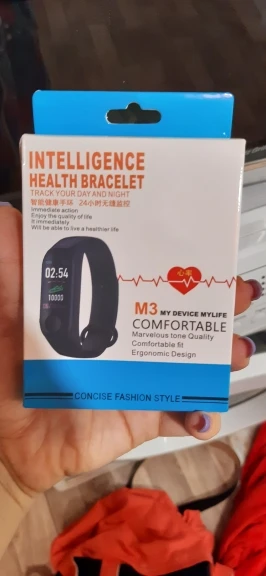 INTELLIGENCE
HEALTH BRACELET
TRACK YOUR DAY AND NIGHT
智能健康手环 24小时无缝监控
Immediate action
Enjoy the quality of life
It immediately
Will be able to live a healthier life
02:54
10000
心率
M3 MY DEVICE MYLIFE
COMFORTABLE
Marvelous tone Quality
Comfortable fit
Ergonomic Design
CONCISE FASHION STYLE